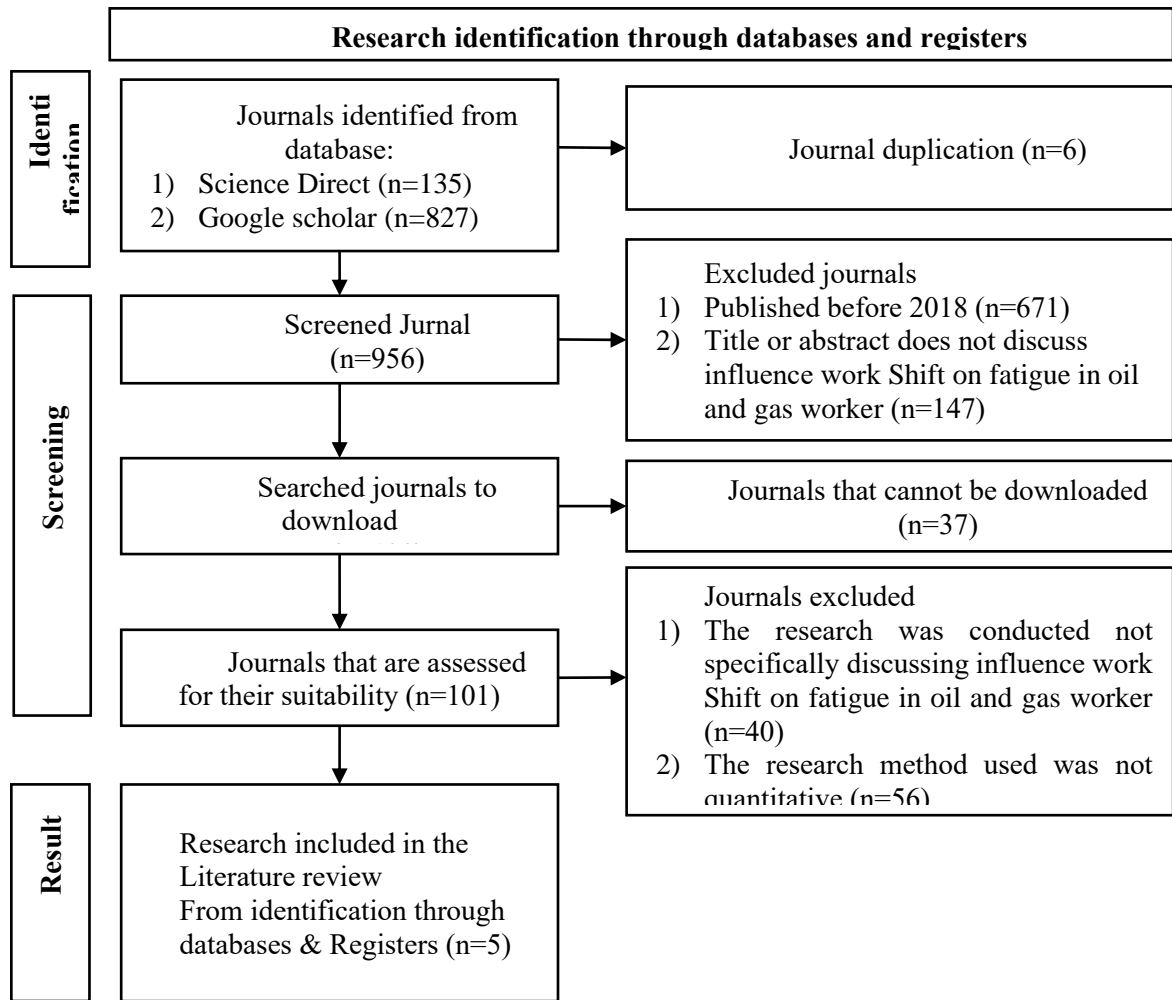 Research identification through databases and registers
Identi
fication
Journals identified from
database:
1) Science Direct (n=135)
2) Google scholar (n=827)
Journal duplication (n=6)
Screening
Screened Jurnal
(n=956)
Excluded journals
1) Published before 2018 (n=671)
2) Title or abstract does not discuss
influence work Shift on fatigue in oil
and gas worker (n=147)
Searched journals to
download
Journals that cannot be downloaded
(n=37)
Journals that are assessed
for their suitability (n=101)
Journals excluded
1) The research was conducted not
specifically discussing influence work
Shift on fatigue in oil and gas worker
(n=40)
2) The research method used was not
quantitative (n=56)
Result
Research included in the
Literature review
From identification through
databases & Registers (n=5)